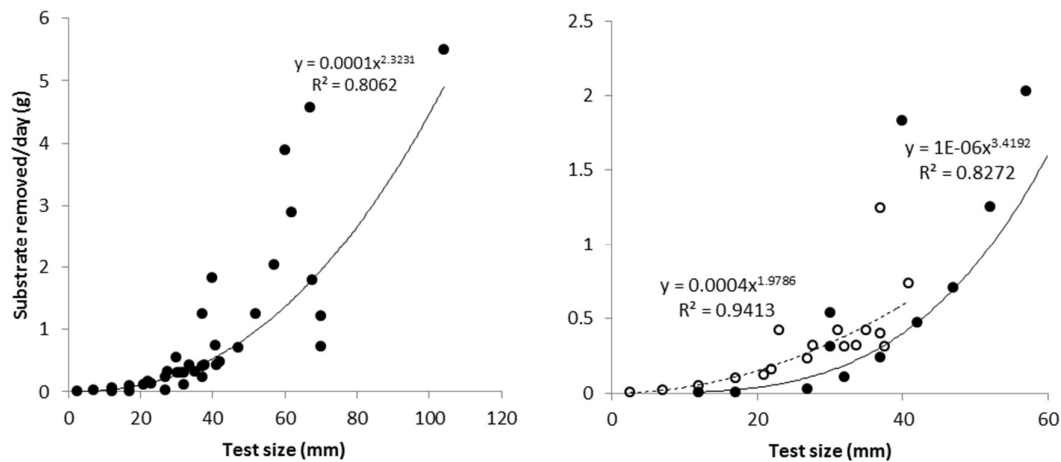 6
5
4
3
2
1
0
Substrate removed/day (g)
y = 0.0001x^2.3231
R² = 0.8062
0 20 40 60 80 100 120
Test size (mm)
2.5
2
1.5
1
0.5
0
y = 1E-06x^3.4192
R² = 0.8272
y = 0.0004x^1.9786
R² = 0.9413
0 20 40 60
Test size (mm)